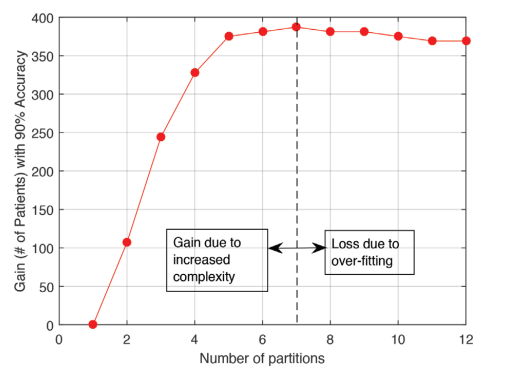 400
350
300
250
200
150
100
50
0
Gain (# of Patients) with 90% Accuracy
Gain due to
increased
complexity
Loss due to
over-fitting
0 2 4 6 8 10 12
Number of partitions